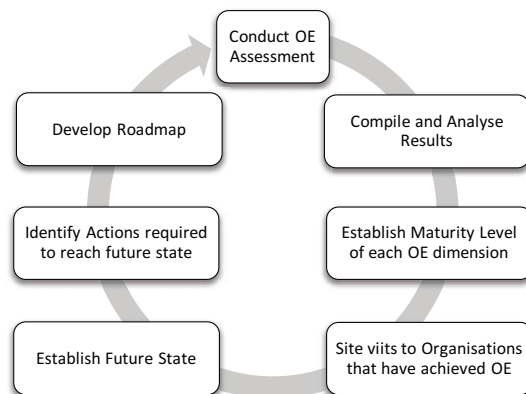 Conduct OE
Assessment
Compile and Analyse
Results
Establish Maturity Level
of each OE dimension
Site viits to Organisations
that have achieved OE
Establish Future State
Identify Actions required
to reach future state
Develop Roadmap